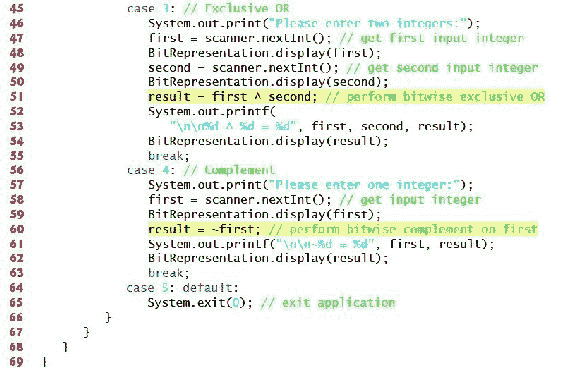 45 case 3: // Exclusive OR
46 System.out.print("Please enter two integers:");
47 first = scanner.nextInt(); // get first input integer
48 BitRepresentation.display(first);
49 second = scanner.nextInt(); // get second input integer
50 BitRepresentation.display(second);
51 result = first ^ second; // perform bitwise exclusive OR
52 System.out.printf(
53 "\n\n%d ^ %d = %d", first, second, result);
54 BitRepresentation.display(result);
55 break;
56 case 4: // Complement
57 System.out.print("Please enter one integer:");
58 first = scanner.nextInt(); // get input integer
59 BitRepresentation.display(first);
60 result = ~first; // perform bitwise complement on first
61 System.out.printf("\n\n~%d = %d", first, result);
62 BitRepresentation.display(result);
63 break;
64 case 5: default:
65 System.exit(0); // exit application
66 }
67 }
68 }
69 }